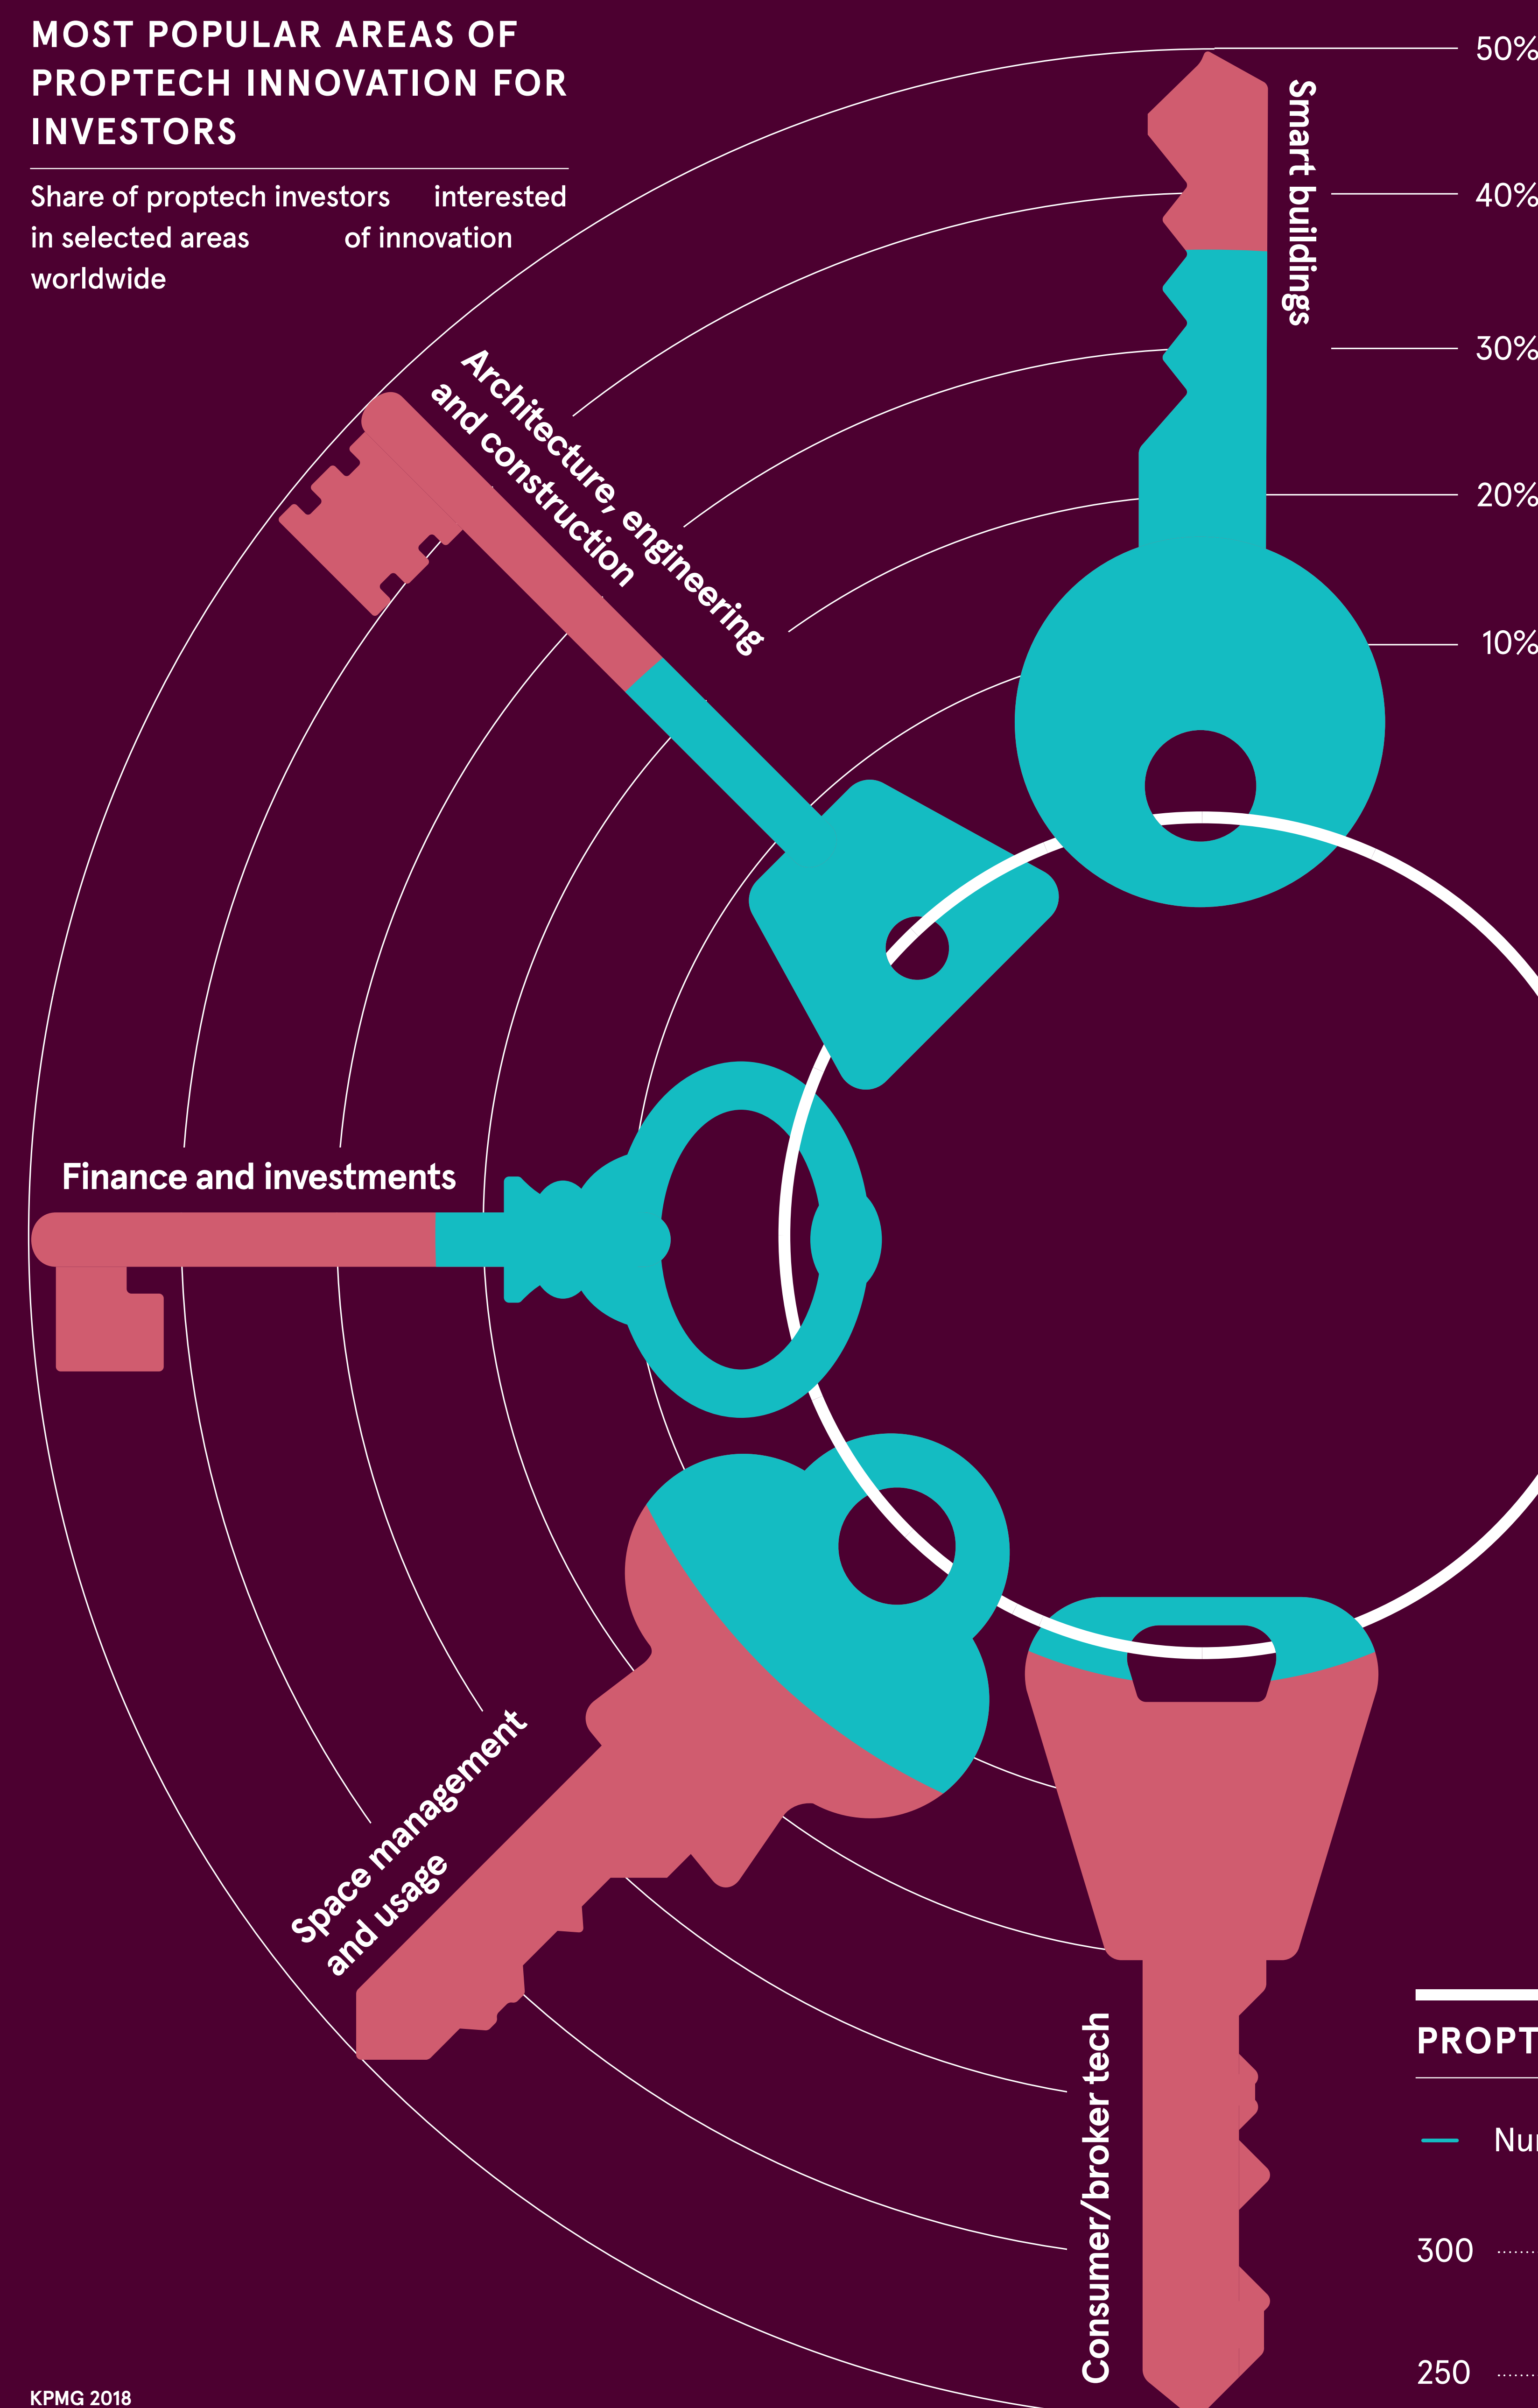 MOST POPULAR AREAS OF
PROPTECH INNOVATION FOR
INVESTORS
Share of proptech investors interested
in selected areas of innovation
worldwide
50%
40%
30%
20%
10%
Smart buildings
Architecture, engineering
and construction
Finance and investments
Space management
and usage
Consumer/broker tech
PROPT
Nu
300
250
KPMG 2018